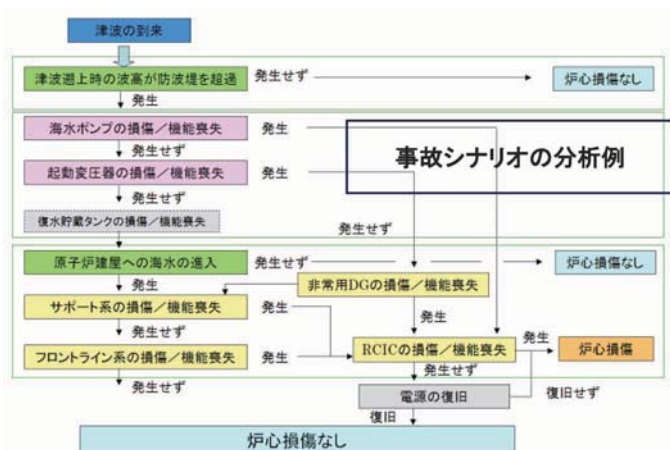 津波の到来
津波遡上時の波高が防波堤を超過
発生せず
炉心損傷なし
発生
海水ポンプの損傷／機能喪失
発生
発生せず
事故シナリオの分析例
起動変圧器の損傷／機能喪失
発生
発生せず
復水貯蔵タンクの損傷／機能喪失
発生せず
原子炉建屋への海水の進入
発生せず
炉心損傷なし
発生
非常用DGの損傷／機能喪失
サポート系の損傷／機能喪失
発生
発生
発生せず
発生
フロントライン系の損傷／機能喪失
発生
RCICの損傷／機能喪失
炉心損傷
発生せず
発生せず
電源の復旧
復旧せず
復旧
炉心損傷なし